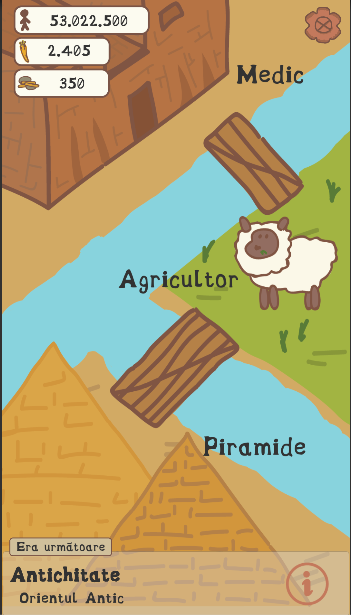 53,022,500
2,405
350
Medic
Agricultor
Piramide
Era următoare
Antichitate
Orientul Antic